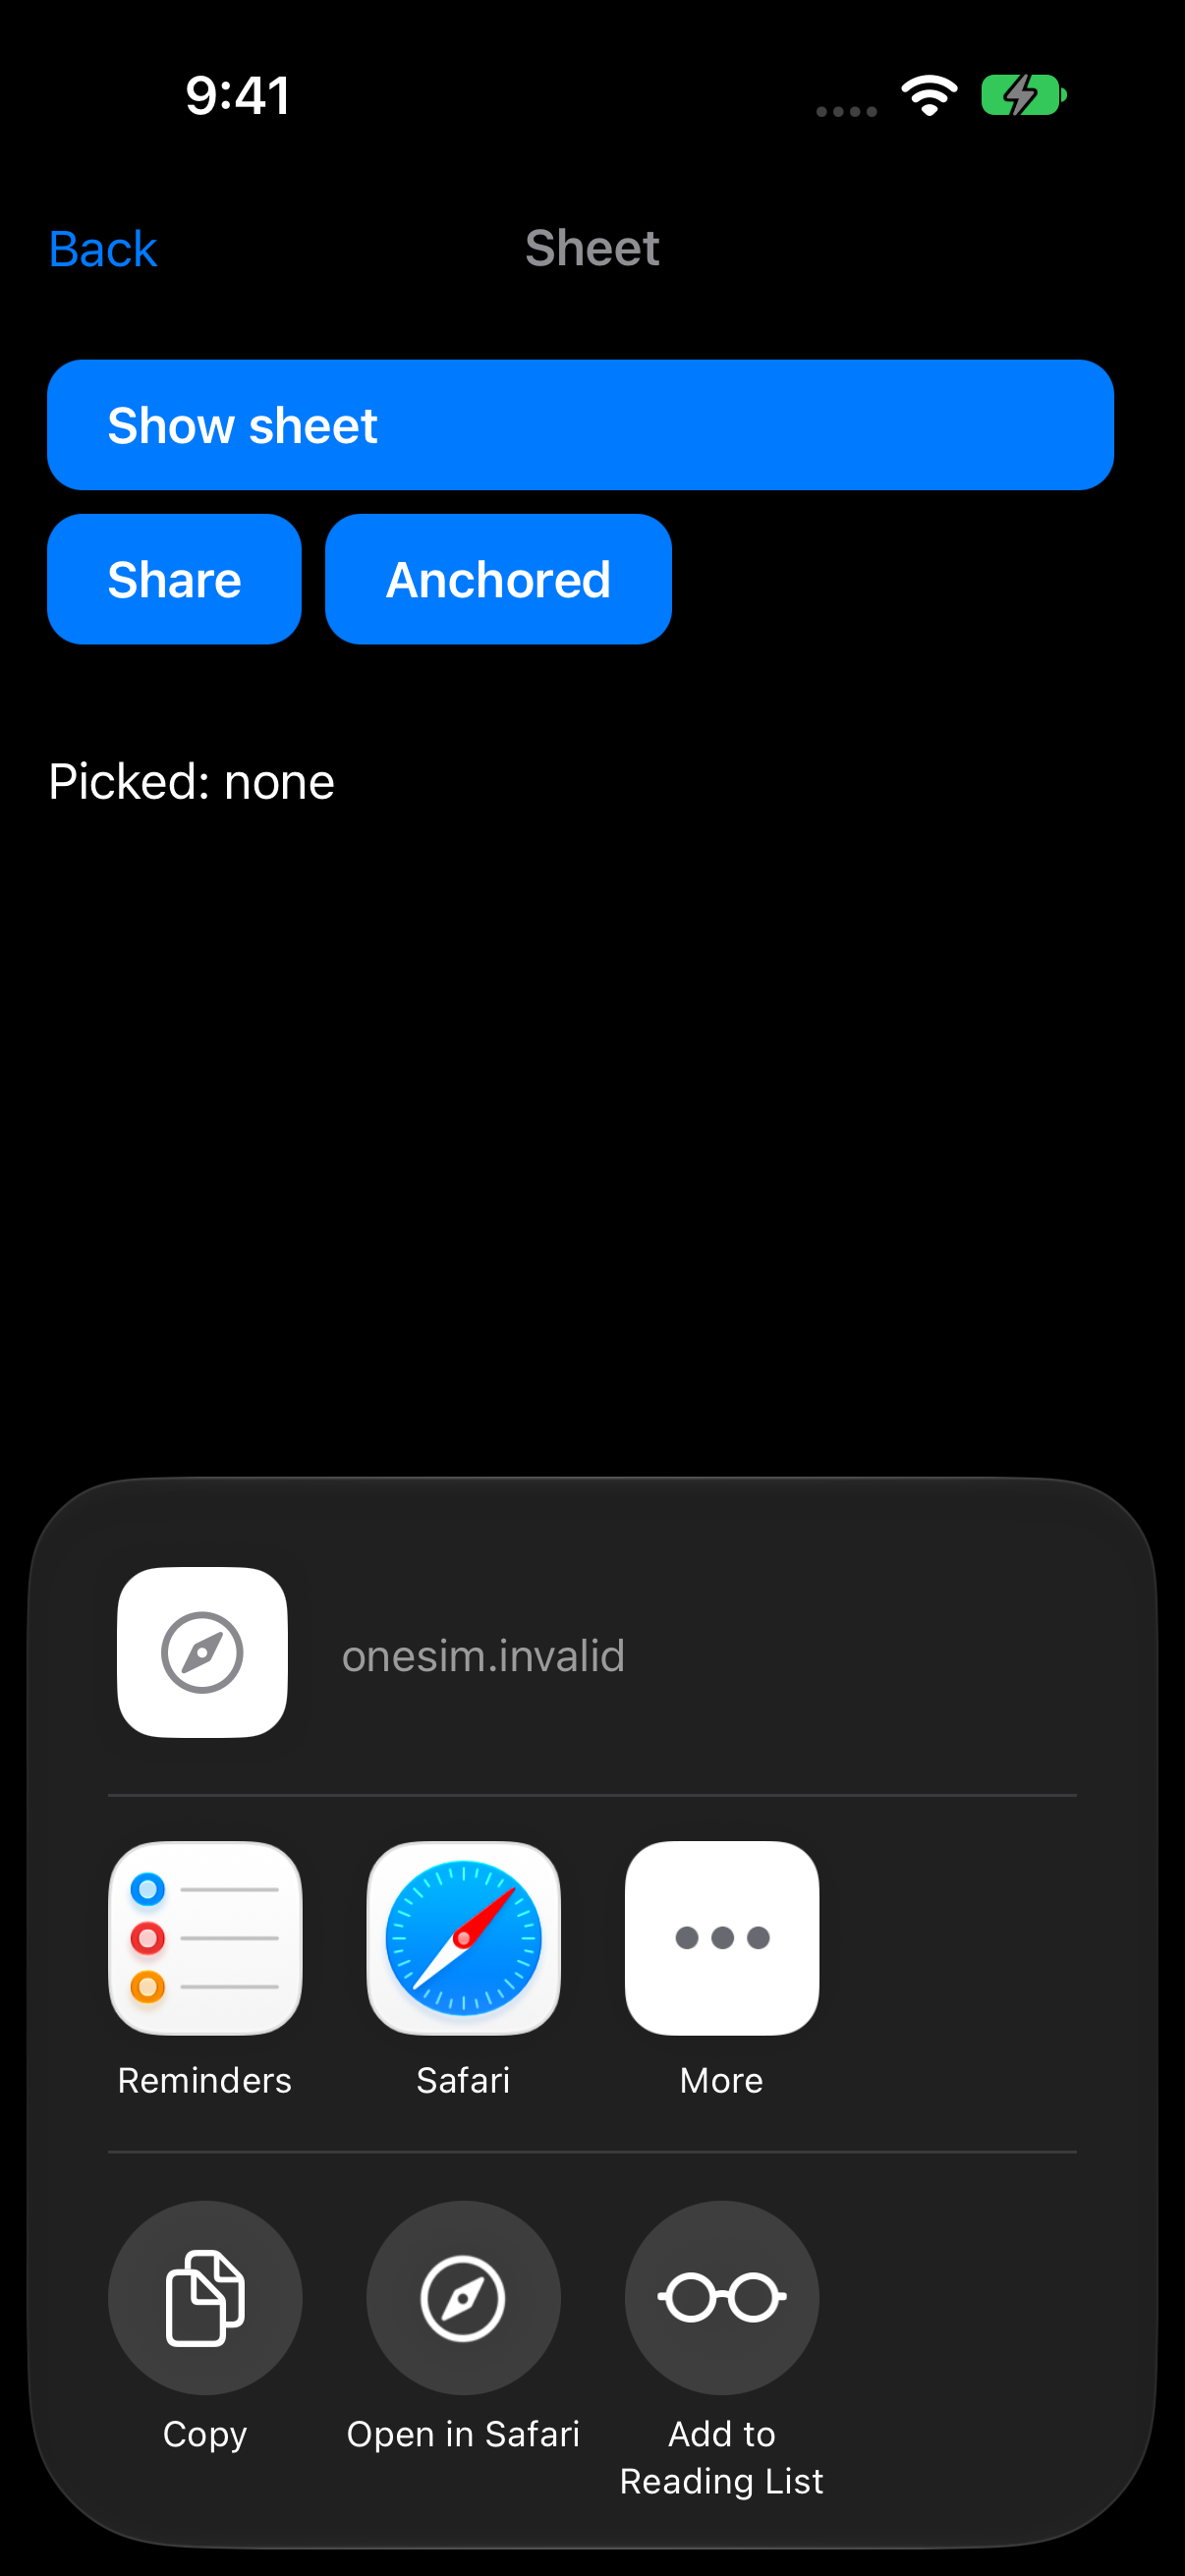 9:41
Back
Sheet
Show sheet
Share
Anchored
Picked: none
onesim.invalid
Reminders
Safari
More
Copy
Open in Safari
Add to
Reading List